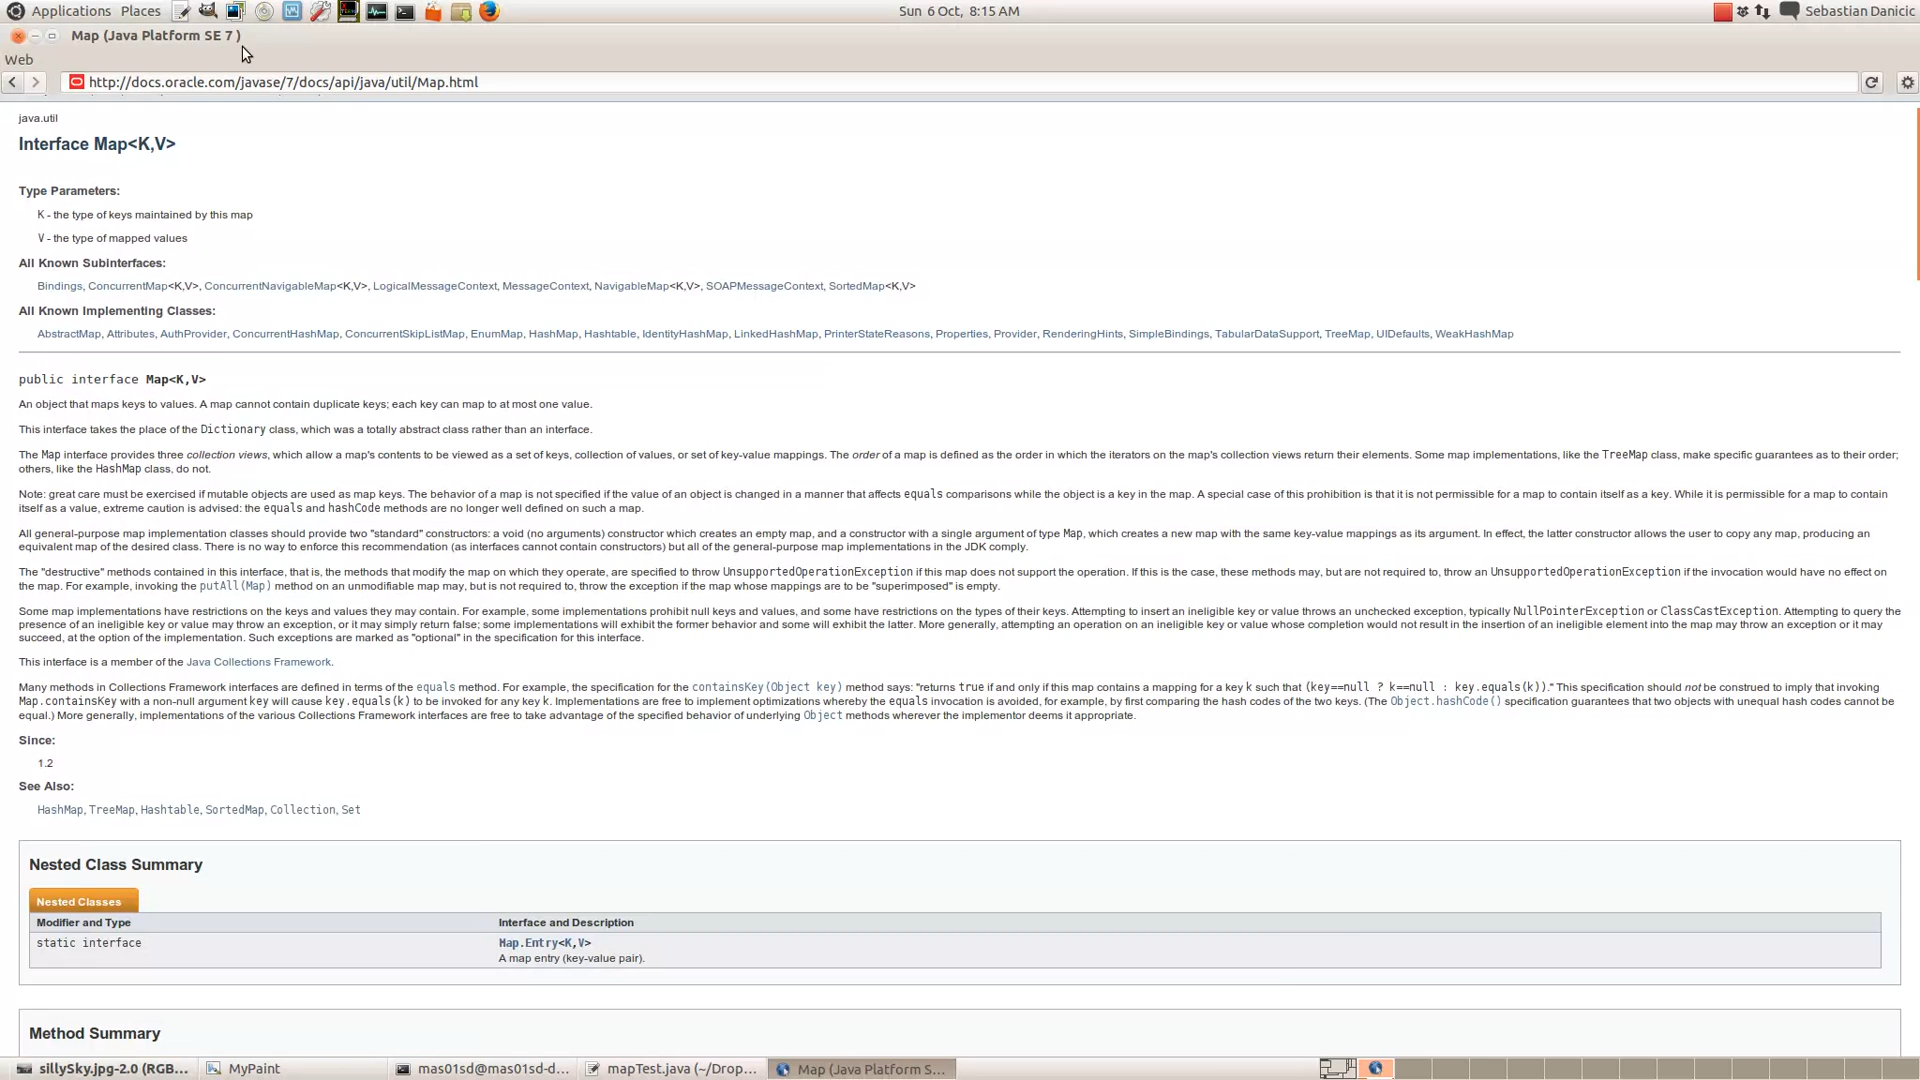 Applications Places Sun 6 Oct, 8:15 AM Sebastian Danicic
Map (Java Platform SE 7 )
Web
http://docs.oracle.com/javase/7/docs/api/java/util/Map.html
java.util
Interface Map<K,V>
Type Parameters:
K - the type of keys maintained by this map
V - the type of mapped values
All Known Subinterfaces:
Bindings, ConcurrentMap<K,V>, ConcurrentNavigableMap<K,V>, LogicalMessageContext, MessageContext, NavigableMap<K,V>, SOAPMessageContext, SortedMap<K,V>
All Known Implementing Classes:
AbstractMap, Attributes, AuthProvider, ConcurrentHashMap, ConcurrentSkipListMap, EnumMap, HashMap, Hashtable, IdentityHashMap, LinkedHashMap, PrinterStateReasons, Properties, Provider, RenderingHints, SimpleBindings, TabularDataSupport, TreeMap, UIDefaults, WeakHashMap
public interface Map<K,V>
An object that maps keys to values. A map cannot contain duplicate keys; each key can map to at most one value.
This interface takes the place of the Dictionary class, which was a totally abstract class rather than an interface.
The Map interface provides three collection views, which allow a map's contents to be viewed as a set of keys, collection of values, or set of key-value mappings. The order of a map is defined as the order in which the iterators on the map's collection views return their elements. Some map implementations, like the TreeMap class, make specific guarantees as to their order;
others, like the HashMap class, do not.
Note: great care must be exercised if mutable objects are used as map keys. The behavior of a map is not specified if the value of an object is changed in a manner that affects equals comparisons while the object is a key in the map. A special case of this prohibition is that it is not permissible for a map to contain itself as a key. While it is permissible for a map to contain
itself as a value, extreme caution is advised: the equals and hashCode methods are no longer well defined on such a map.
All general-purpose map implementation classes should provide two "standard" constructors: a void (no arguments) constructor which creates an empty map, and a constructor with a single argument of type Map, which creates a new map with the same key-value mappings as its argument. In effect, the latter constructor allows the user to copy any map, producing an
equivalent map of the desired class. There is no way to enforce this recommendation (as interfaces cannot contain constructors) but all of the general-purpose map implementations in the JDK comply.
The "destructive" methods contained in this interface, that is, the methods that modify the map on which they operate, are specified to throw UnsupportedOperationException if this map does not support the operation. If this is the case, these methods may, but are not required to, throw an UnsupportedOperationException if the invocation would have no effect on
the map. For example, invoking the putAll(Map) method on an unmodifiable map may, but is not required to, throw the exception if the map whose mappings are to be "superimposed" is empty.
Some map implementations have restrictions on the keys and values they may contain. For example, some implementations prohibit null keys and values, and some have restrictions on the types of their keys. Attempting to insert an ineligible key or value throws an unchecked exception, typically NullPointerException or ClassCastException. Attempting to query the
presence of an ineligible key or value may throw an exception, or it may simply return false; some implementations will exhibit the former behavior and some will exhibit the latter. More generally, attempting an operation on an ineligible key or value whose completion would not result in the insertion of an ineligible element into the map may throw an exception or it may
succeed, at the option of the implementation. Such exceptions are marked as "optional" in the specification for this interface.
This interface is a member of the Java Collections Framework.
Many methods in Collections Framework interfaces are defined in terms of the equals method. For example, the specification for the containsKey(Object key) method says: "returns true if and only if this map contains a mapping for a key k such that (key==null ? k==null : key.equals(k))." This specification should not be construed to imply that invoking
Map.containsKey with a non-null argument key will cause key.equals(k) to be invoked for any key k. Implementations are free to implement optimizations whereby the equals invocation is avoided, for example, by first comparing the hash codes of the two keys. (The Object.hashCode() specification guarantees that two objects with unequal hash codes cannot be
equal.) More generally, implementations of the various Collections Framework interfaces are free to take advantage of the specified behavior of underlying Object methods wherever the implementor deems it appropriate.
Since:
1.2
See Also:
HashMap, TreeMap, Hashtable, SortedMap, Collection, Set
Nested Class Summary
Nested Classes
Modifier and Type Interface and Description
static interface Map.Entry<K,V>
A map entry (key-value pair).
Method Summary
sillySky.jpg-2.0 (RGB... MyPaint mas01sd@mas01sd-d... mapTest.java (~/Drop... Map (Java Platform S...